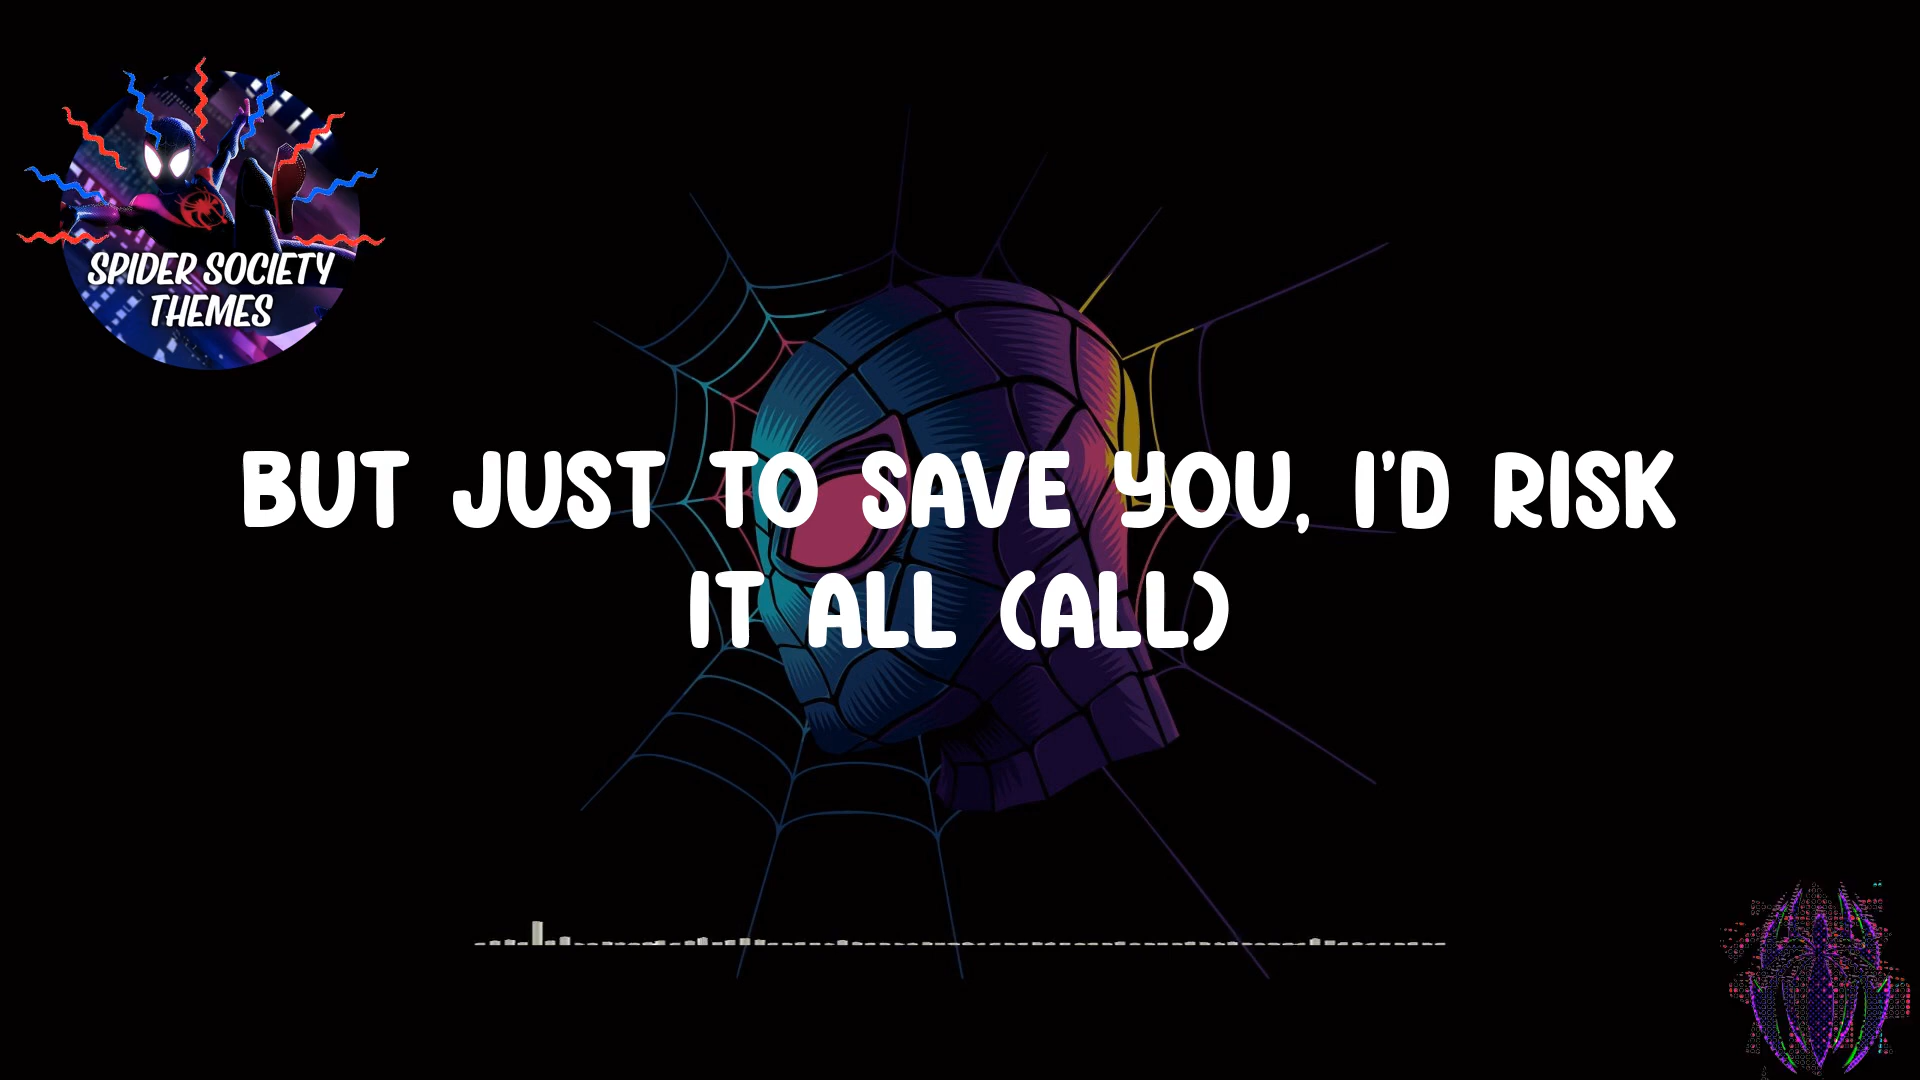 SPIDER SOCIETY
THEMES
BUT JUST TO SAVE YOU, I'D RISK
IT ALL (ALL)